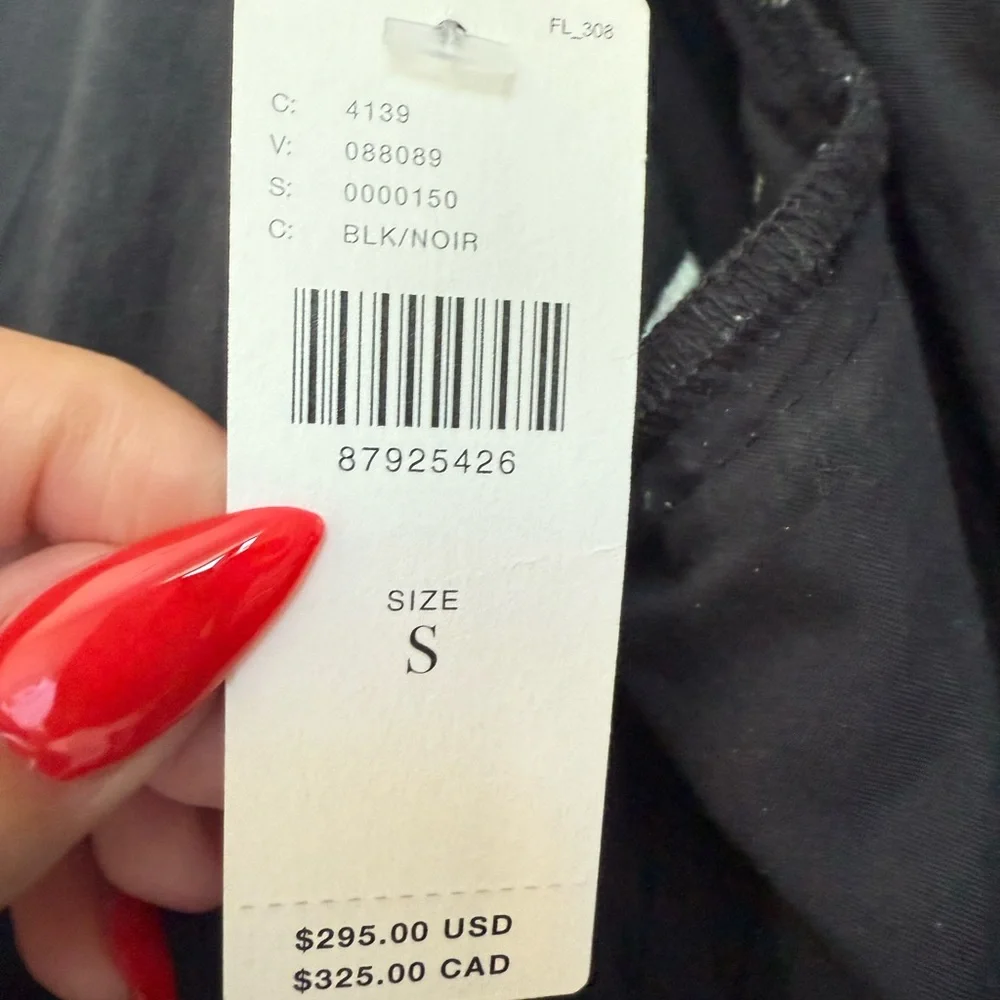 FL_308
C: 4139
V: 088089
S: 0000150
C: BLK/NOIR
87925426
SIZE
S
$295.00 USD
$325.00 CAD